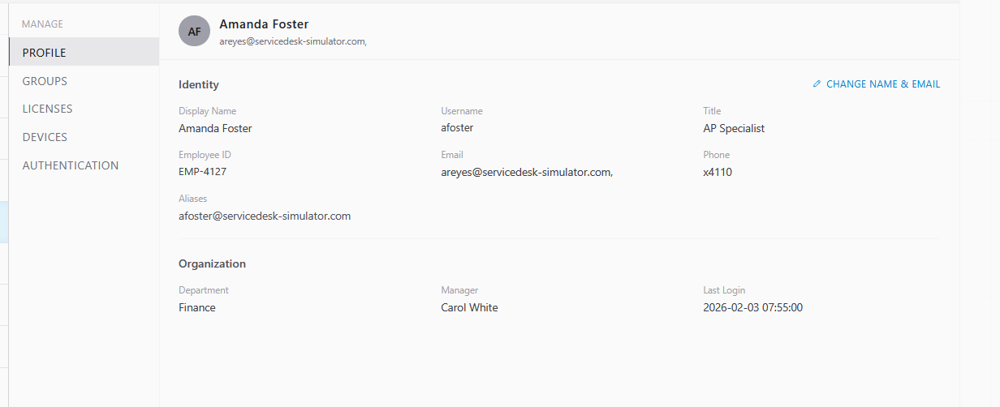 MANAGE
PROFILE
GROUPS
LICENSES
DEVICES
AUTHENTICATION
AF
Amanda Foster
areyes@servicedesk-simulator.com,
Identity
CHANGE NAME & EMAIL
Display Name Username Title
Amanda Foster afoster AP Specialist
Employee ID Email Phone
EMP-4127 areyes@servicedesk-simulator.com, x4110
Aliases
afoster@servicedesk-simulator.com
Organization
Department Manager Last Login
Finance Carol White 2026-02-03 07:55:00